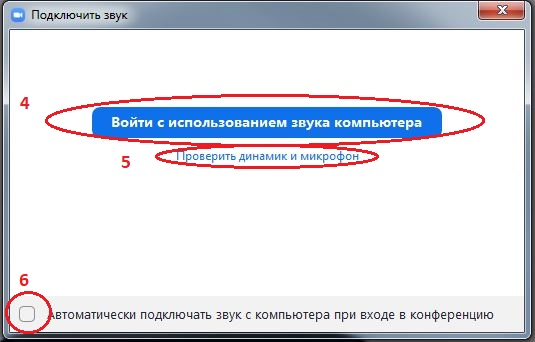 Подключить звук
4
Войти с использованием звука компьютера
5
Проверить динамик и микрофон
6
Автоматически подключать звук с компьютера при входе в конференцию